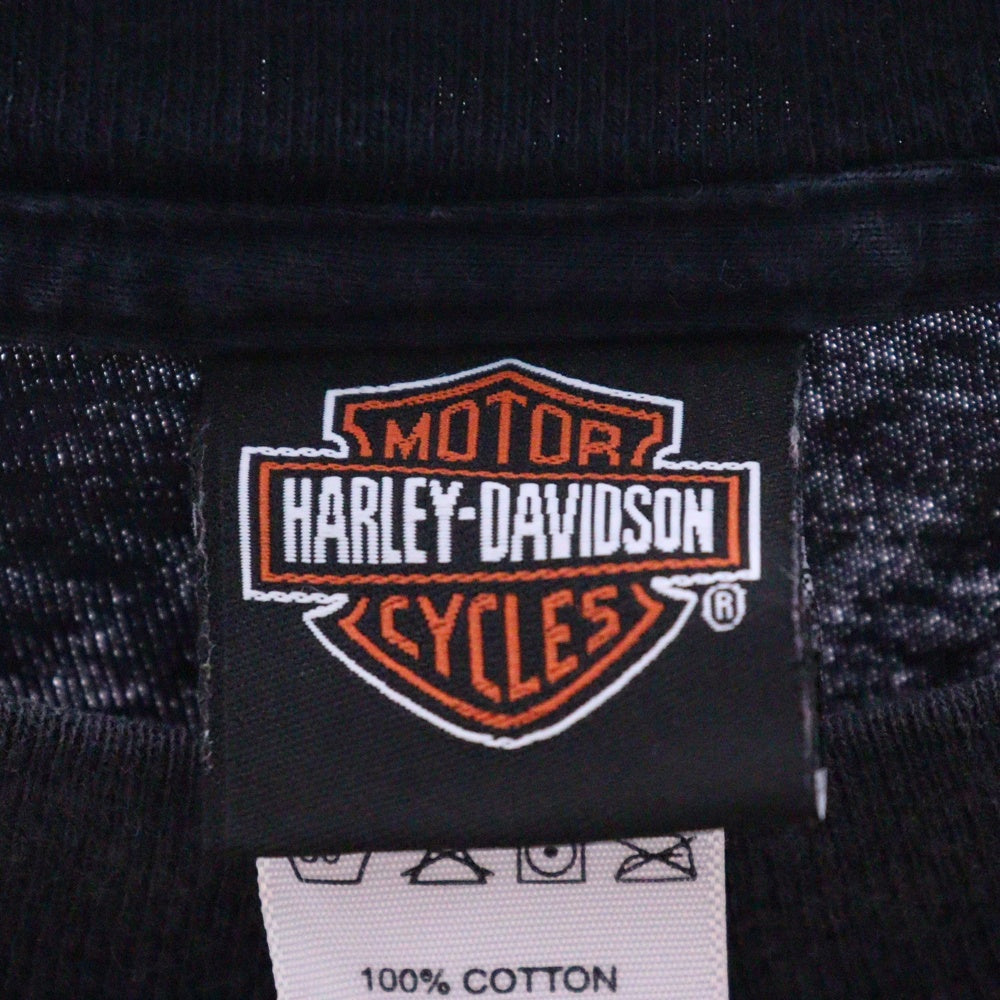 MOTOR
HARLEY-DAVIDSON
CYCLES
®
100% COTTON